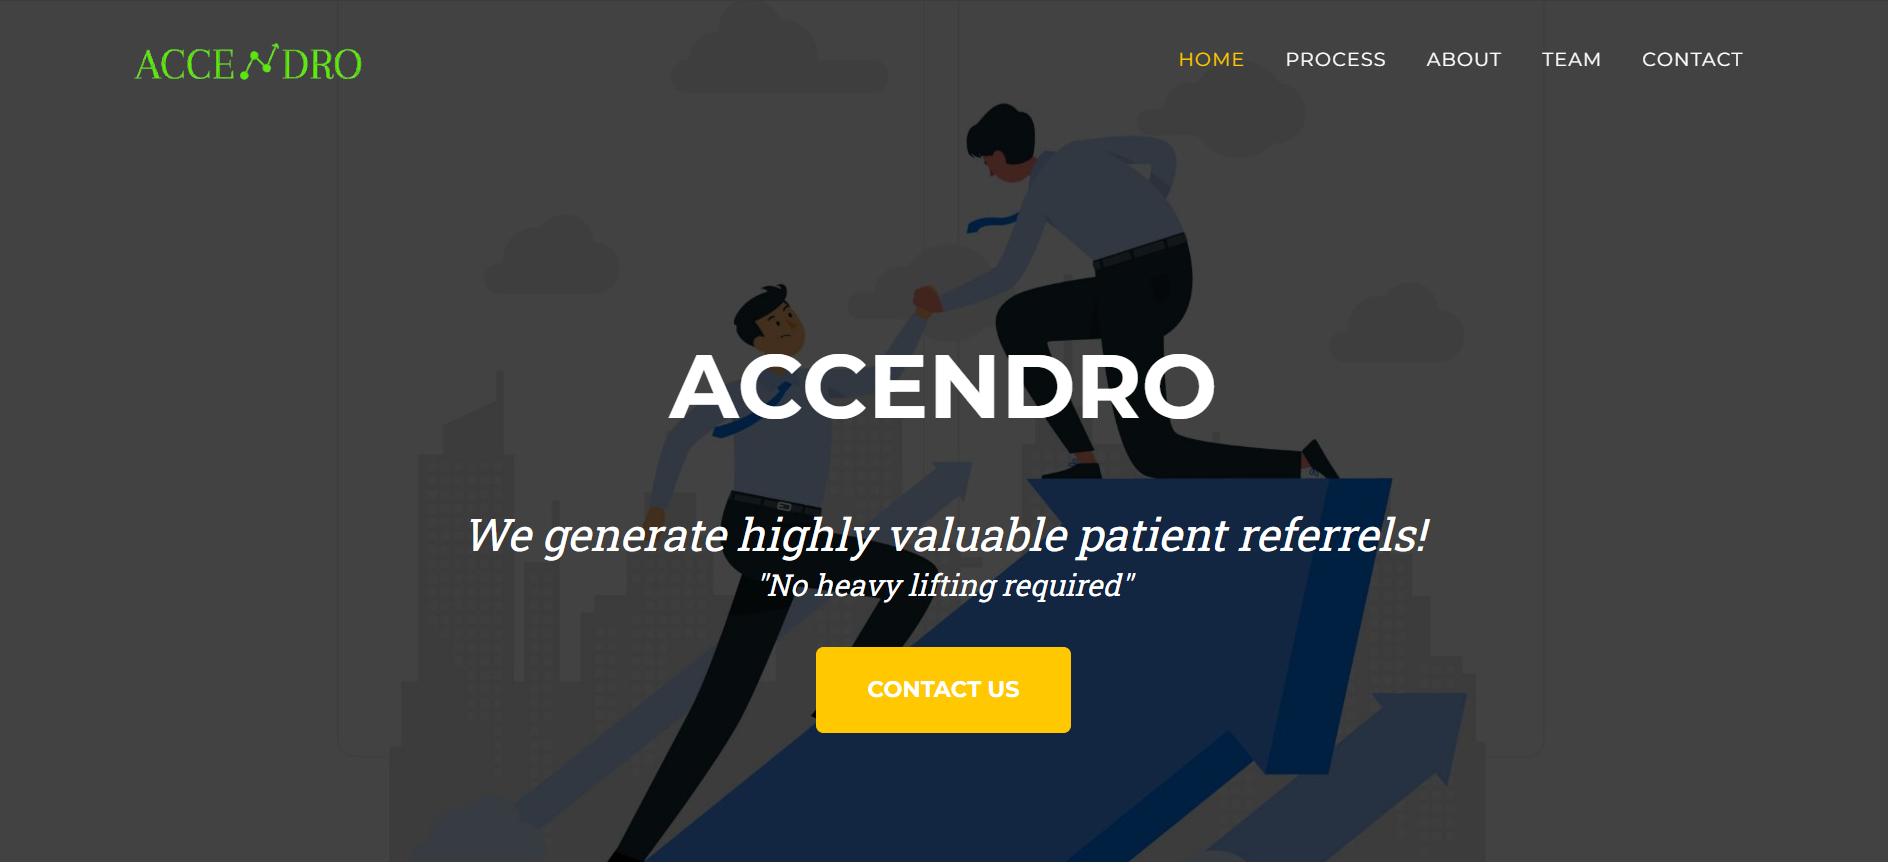 ACCENDRO
HOME PROCESS ABOUT TEAM CONTACT
ACCENDRO
We generate highly valuable patient referrels!
"No heavy lifting required"
CONTACT US